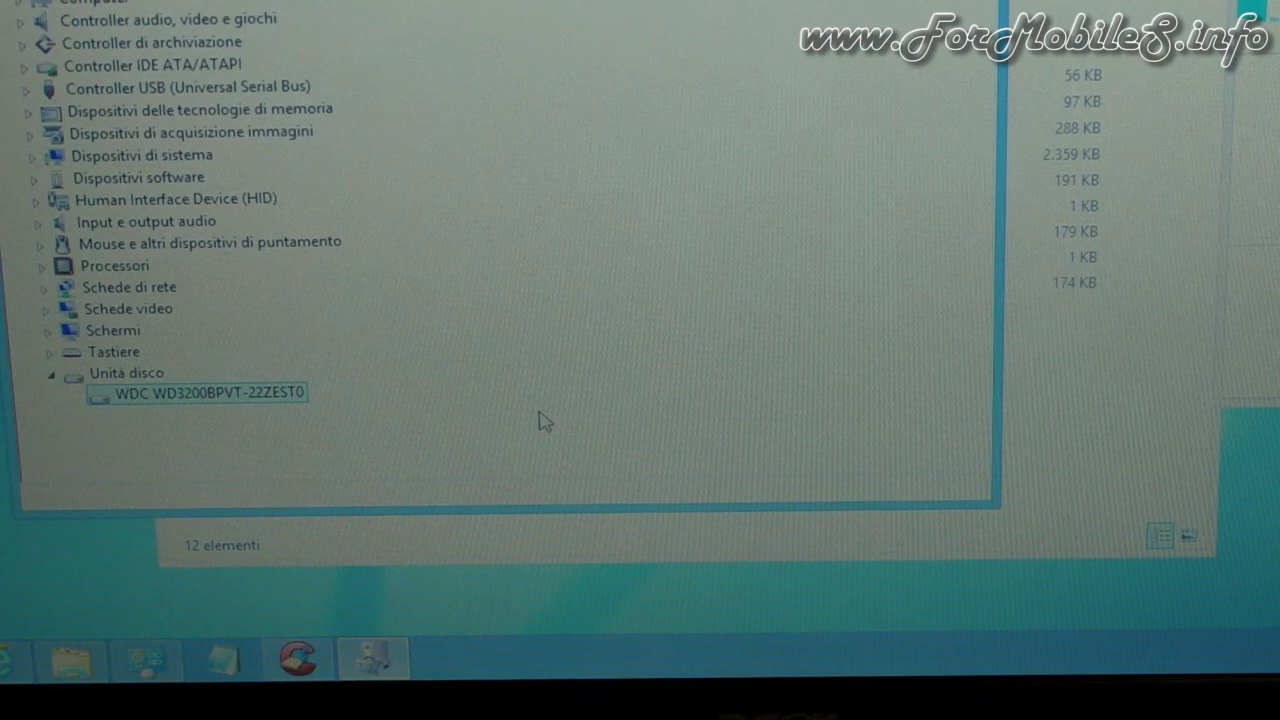 Computer
Controller audio, video e giochi
Controller di archiviazione
Controller IDE ATA/ATAPI
Controller USB (Universal Serial Bus)
Dispositivi delle tecnologie di memoria
Dispositivi di acquisizione immagini
Dispositivi di sistema
Dispositivi software
Human Interface Device (HID)
Input e output audio
Mouse e altri dispositivi di puntamento
Processori
Schede di rete
Schede video
Schermi
Tastiere
Unità disco
WDC WD3200BPVT-22ZEST0
www.ForMobileS.info
56 KB
97 KB
288 KB
2.359 KB
191 KB
1 KB
179 KB
1 KB
174 KB
12 elementi